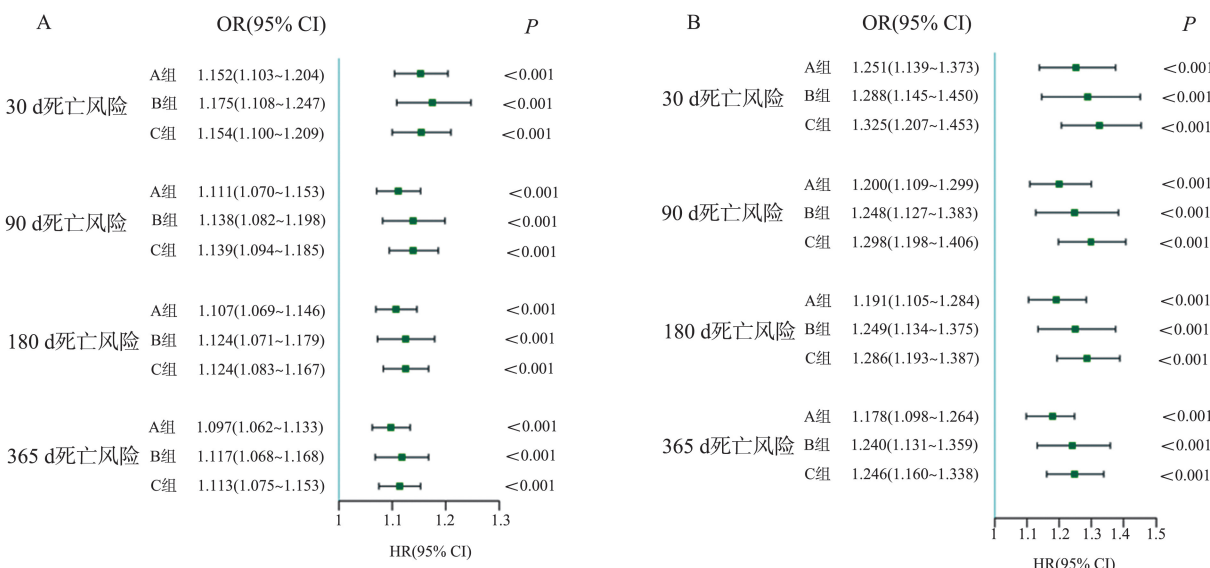 A OR(95% CI) P
A组 1.152(1.103~1.204) <0.001
30 d死亡风险 B组 1.175(1.108~1.247) <0.001
C组 1.154(1.100~1.209) <0.001
A组 1.111(1.070~1.153) <0.001
90 d死亡风险 B组 1.138(1.082~1.198) <0.001
C组 1.139(1.094~1.185) <0.001
A组 1.107(1.069~1.146) <0.001
180 d死亡风险 B组 1.124(1.071~1.179) <0.001
C组 1.124(1.083~1.167) <0.001
A组 1.097(1.062~1.133) <0.001
365 d死亡风险 B组 1.117(1.068~1.168) <0.001
C组 1.113(1.075~1.153) <0.001
1 1.1 1.2 1.3
HR(95% CI)
B OR(95% CI) P
A组 1.251(1.139~1.373) <0.001
30 d死亡风险 B组 1.288(1.145~1.450) <0.001
C组 1.325(1.207~1.453) <0.001
A组 1.200(1.109~1.299) <0.001
90 d死亡风险 B组 1.248(1.127~1.383) <0.001
C组 1.298(1.198~1.406) <0.001
A组 1.191(1.105~1.284) <0.001
180 d死亡风险 B组 1.249(1.134~1.375) <0.001
C组 1.286(1.193~1.387) <0.001
A组 1.178(1.098~1.264) <0.001
365 d死亡风险 B组 1.240(1.131~1.359) <0.001
C组 1.246(1.160~1.338) <0.001
1 1.1 1.2 1.3 1.4 1.5
HR(95% CI)